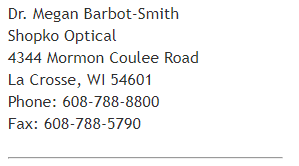 Dr. Megan Barbot-Smith
Shopko Optical
4344 Mormon Coulee Road
La Crosse, WI 54601
Phone: 608-788-8800
Fax: 608-788-5790